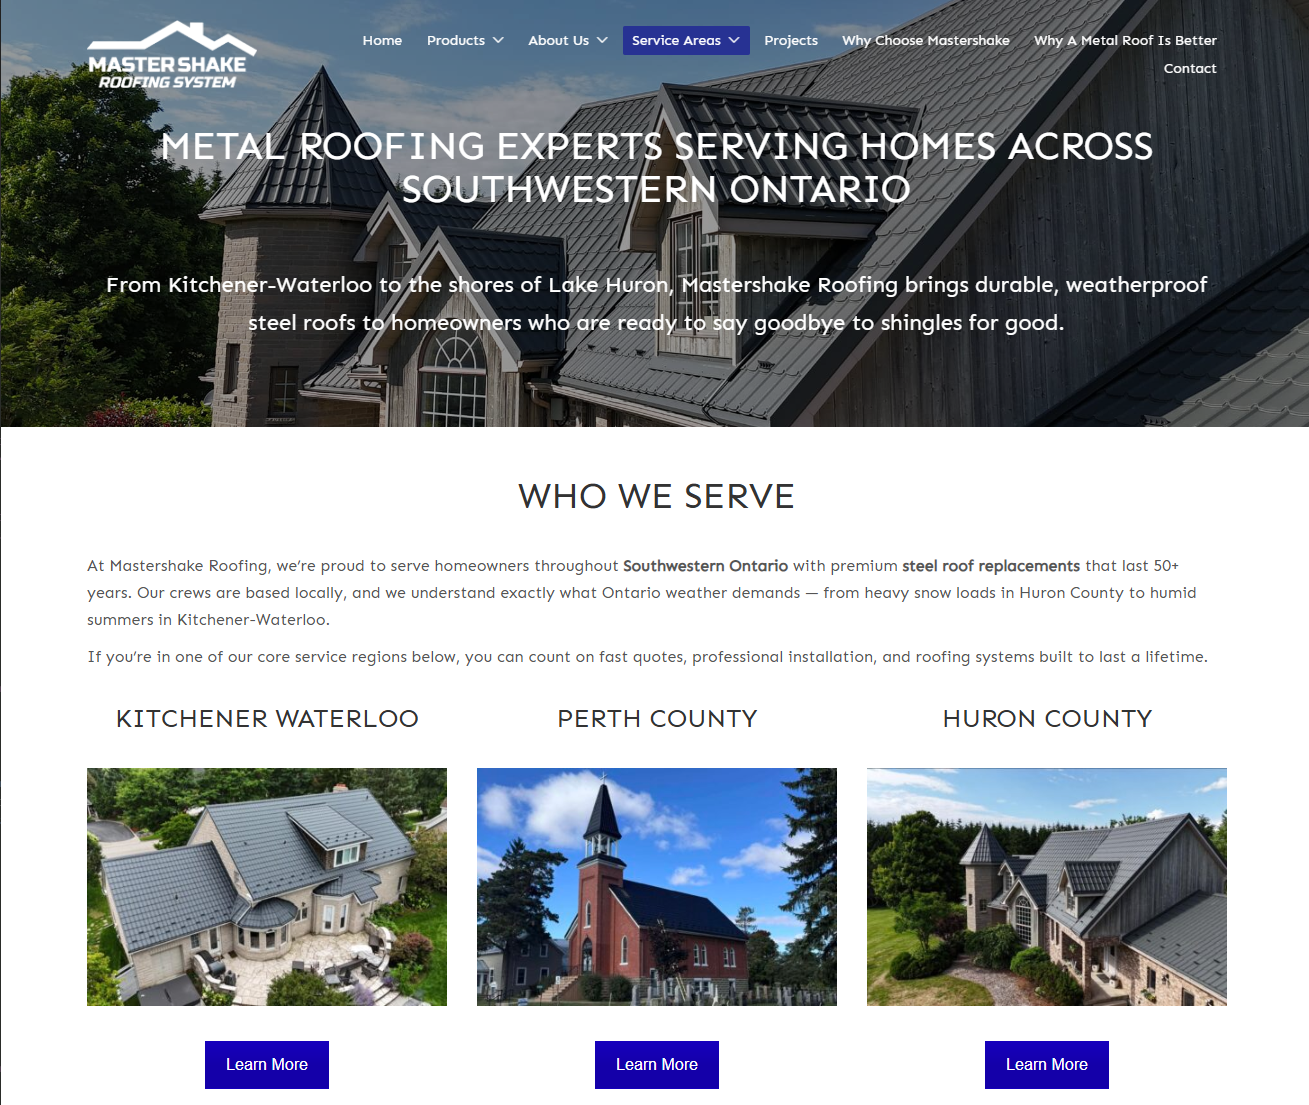 MASTERSHAKE
ROOFING SYSTEM
Home Products About Us Service Areas Projects Why Choose Mastershake Why A Metal Roof Is Better
Contact
METAL ROOFING EXPERTS SERVING HOMES ACROSS
SOUTHWESTERN ONTARIO
From Kitchener-Waterloo to the shores of Lake Huron, Mastershake Roofing brings durable, weatherproof
steel roofs to homeowners who are ready to say goodbye to shingles for good.
WHO WE SERVE
At Mastershake Roofing, we’re proud to serve homeowners throughout Southwestern Ontario with premium steel roof replacements that last 50+
years. Our crews are based locally, and we understand exactly what Ontario weather demands — from heavy snow loads in Huron County to humid
summers in Kitchener-Waterloo.
If you’re in one of our core service regions below, you can count on fast quotes, professional installation, and roofing systems built to last a lifetime.
KITCHENER WATERLOO
PERTH COUNTY
HURON COUNTY
Learn More
Learn More
Learn More